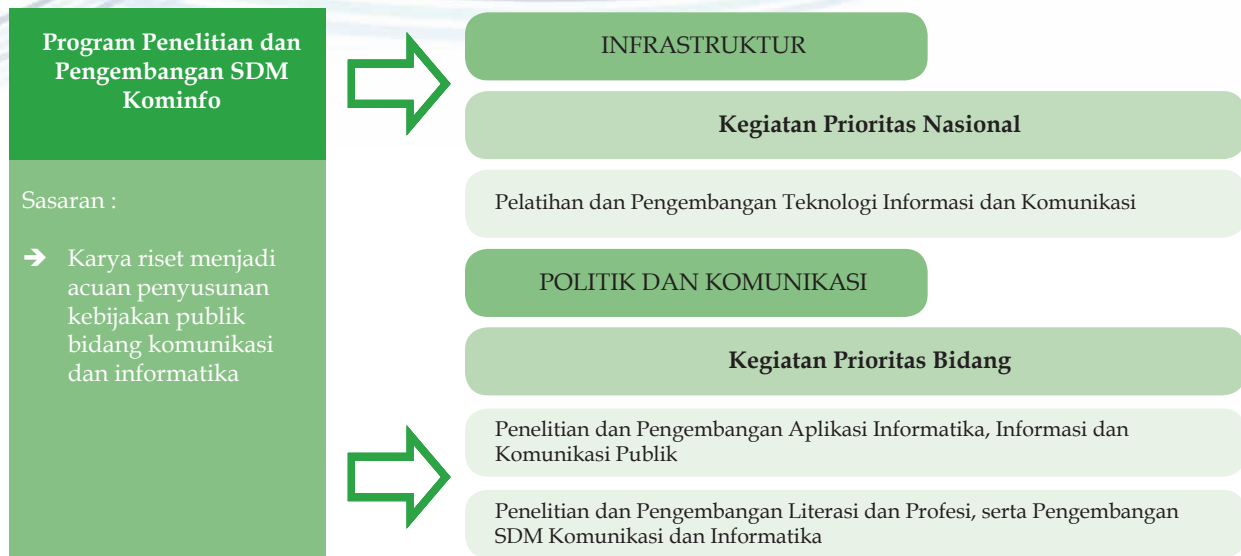 Program Penelitian dan
Pengembangan SDM
Kominfo
Sasaran :
➔ Karya riset menjadi
acuan penyusunan
kebijakan publik
bidang komunikasi
dan informatika
INFRASTRUKTUR
Kegiatan Prioritas Nasional
Pelatihan dan Pengembangan Teknologi Informasi dan Komunikasi
POLITIK DAN KOMUNIKASI
Kegiatan Prioritas Bidang
Penelitian dan Pengembangan Aplikasi Informatika, Informasi dan
Komunikasi Publik
Penelitian dan Pengembangan Literasi dan Profesi, serta Pengembangan
SDM Komunikasi dan Informatika